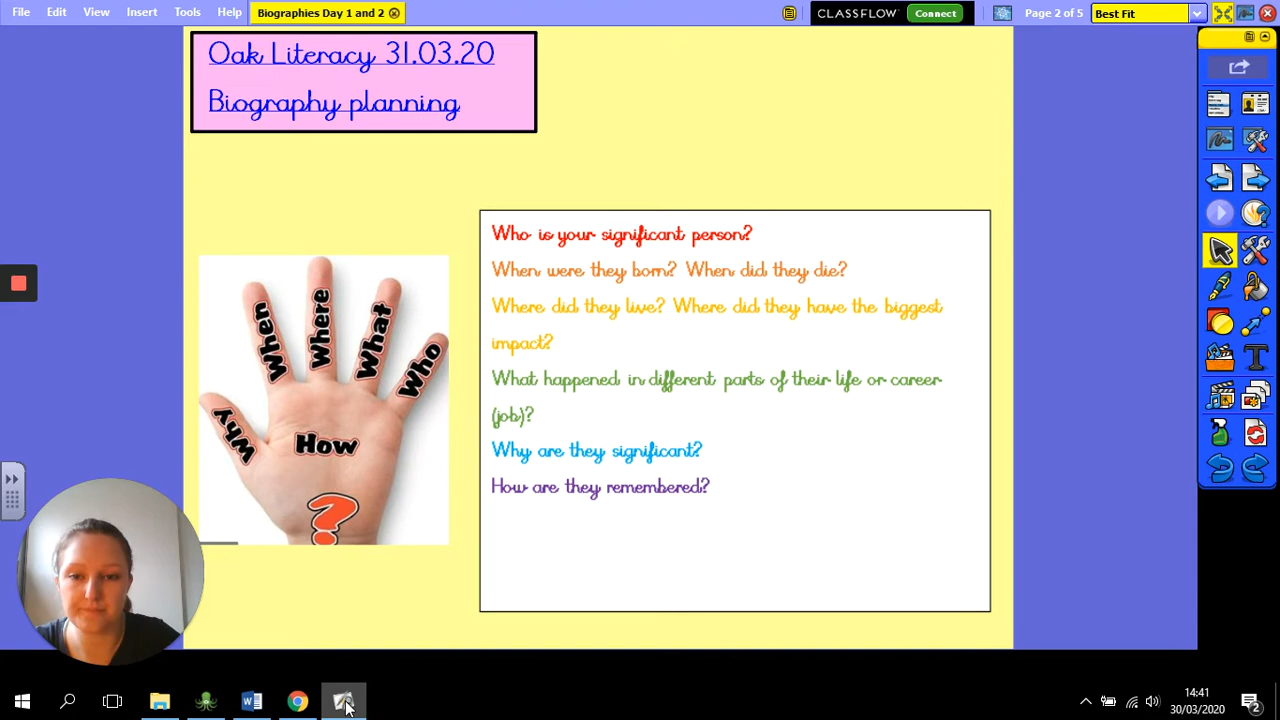 File Edit View Insert Tools Help Biographies Day 1 and 2 CLASSFLOW Connect Page 2 of 5 Best Fit
Oak Literacy 31.03.20
Biography planning
Who is your significant person?
When were they born? When did they die?
Where did they live? Where did they have the biggest
impact?
What happened in different parts of their life or career
(job)?
Why are they significant?
How are they remembered?
Why
When
Where
What
Who
How
?
14:41
30/03/2020
2